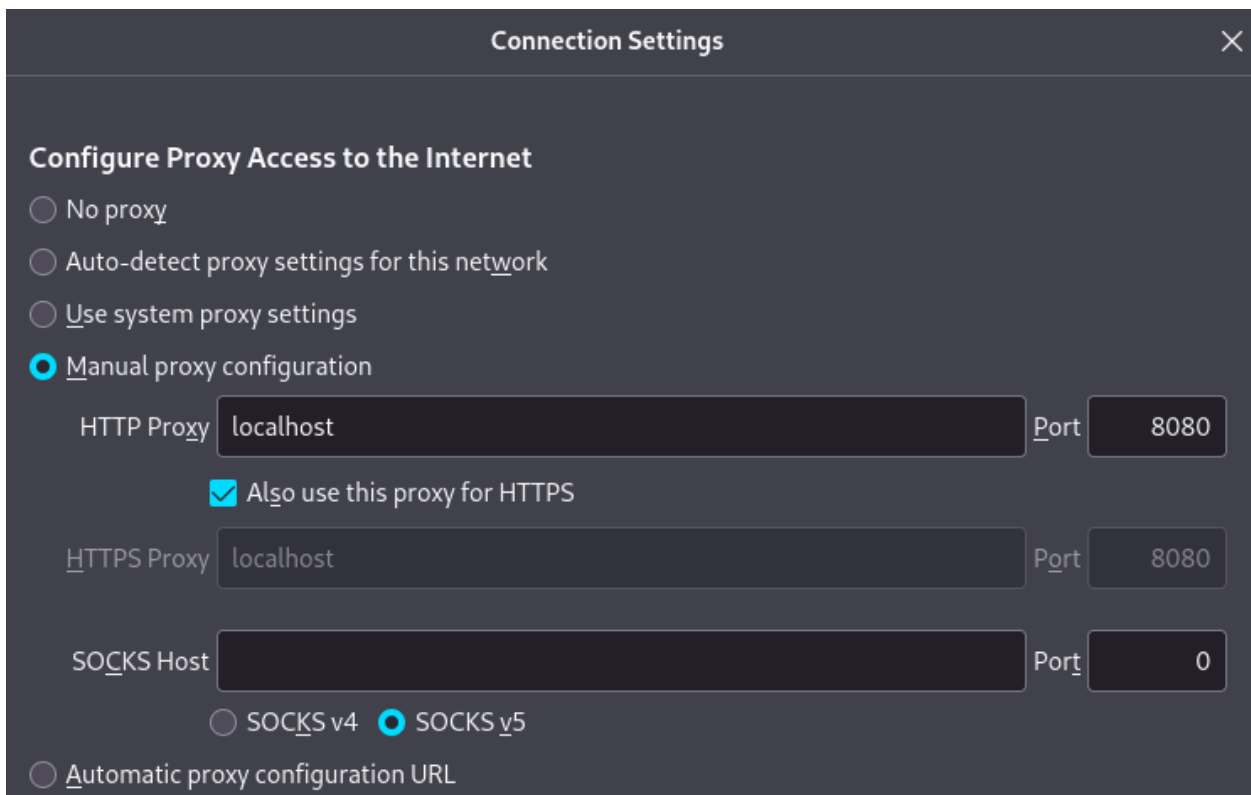 Connection Settings
Configure Proxy Access to the Internet
No proxy
Auto-detect proxy settings for this network
Use system proxy settings
Manual proxy configuration
HTTP Proxy localhost Port 8080
Also use this proxy for HTTPS
HTTPS Proxy localhost Port 8080
SOCKS Host Port 0
SOCKS v4 SOCKS v5
Automatic proxy configuration URL